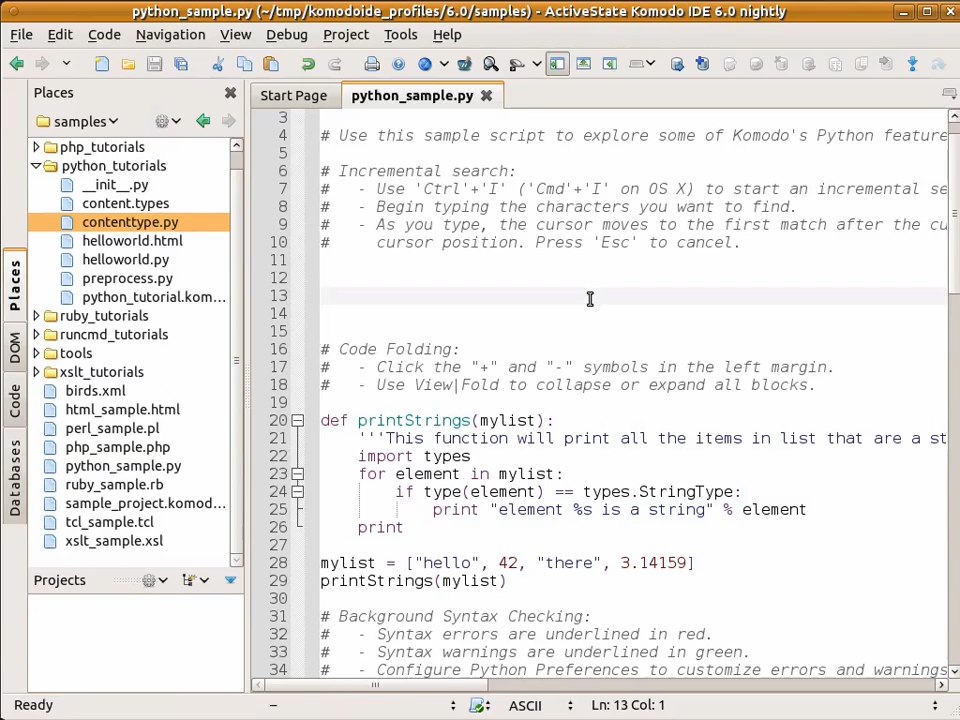 python_sample.py (~/tmp/komodoide_profiles/6.0/samples) - ActiveState Komodo IDE 6.0 nightly
File Edit Code Navigation View Debug Project Tools Help
Places
Start Page
python_sample.py
samples
php_tutorials
python_tutorials
__init__.py
content.types
contenttype.py
helloworld.html
helloworld.py
preprocess.py
python_tutorial.kom...
ruby_tutorials
runcmd_tutorials
tools
xslt_tutorials
birds.xml
html_sample.html
perl_sample.pl
php_sample.php
python_sample.py
ruby_sample.rb
sample_project.komod...
tcl_sample.tcl
xslt_sample.xsl
Projects
Places
DOM
Code
Databases
3
4 # Use this sample script to explore some of Komodo's Python feature
5
6 # Incremental search:
7 #   - Use 'Ctrl'+'I' ('Cmd'+'I' on OS X) to start an incremental se
8 #   - Begin typing the characters you want to find.
9 #   - As you type, the cursor moves to the first match after the cu
10 #     cursor position. Press 'Esc' to cancel.
11
12
13
14
15
16 # Code Folding:
17 #   - Click the "+" and "-" symbols in the left margin.
18 #   - Use View|Fold to collapse or expand all blocks.
19
20 def printStrings(mylist):
21     '''This function will print all the items in list that are a st
22     import types
23     for element in mylist:
24         if type(element) == types.StringType:
25             print "element %s is a string" % element
26     print
27
28 mylist = ["hello", 42, "there", 3.14159]
29 printStrings(mylist)
30
31 # Background Syntax Checking:
32 #   - Syntax errors are underlined in red.
33 #   - Syntax warnings are underlined in green.
34 #   - Configure Python Preferences to customize errors and warnings
Ready
–
ASCII
Ln: 13 Col: 1